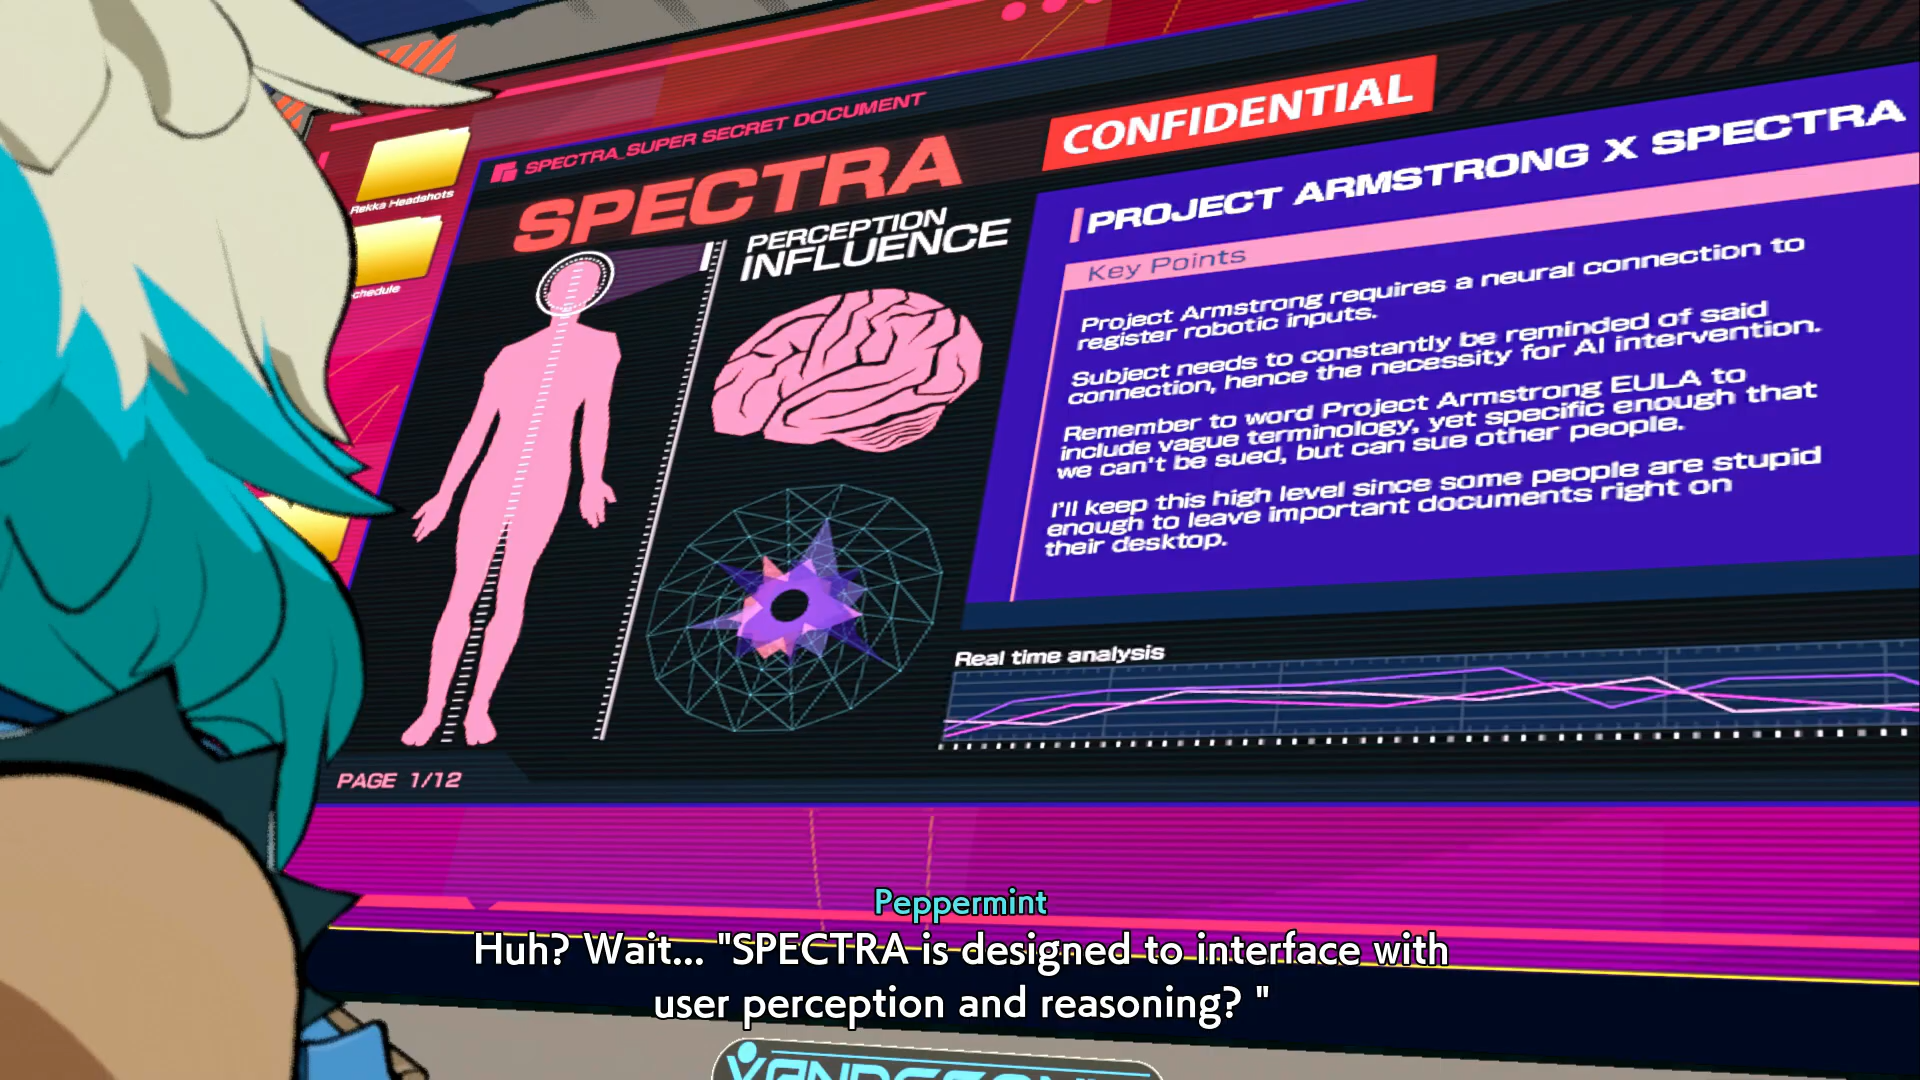 SPECTRA_SUPER SECRET DOCUMENT
CONFIDENTIAL
Rekka Headshots
SPECTRA
PERCEPTION
INFLUENCE
PROJECT ARMSTRONG X SPECTRA
Key Points
Project Armstrong requires a neural connection to
register robotic inputs.
Subject needs to constantly be reminded of said
connection, hence the necessity for AI intervention.
Remember to word Project Armstrong EULA to
include vague terminology, yet specific enough that
we can't be sued, but can sue other people.
I'll keep this high level since some people are stupid
enough to leave important documents right on
their desktop.
Real time analysis
PAGE 1/12
Peppermint
Huh? Wait... "SPECTRA is designed to interface with
user perception and reasoning? "